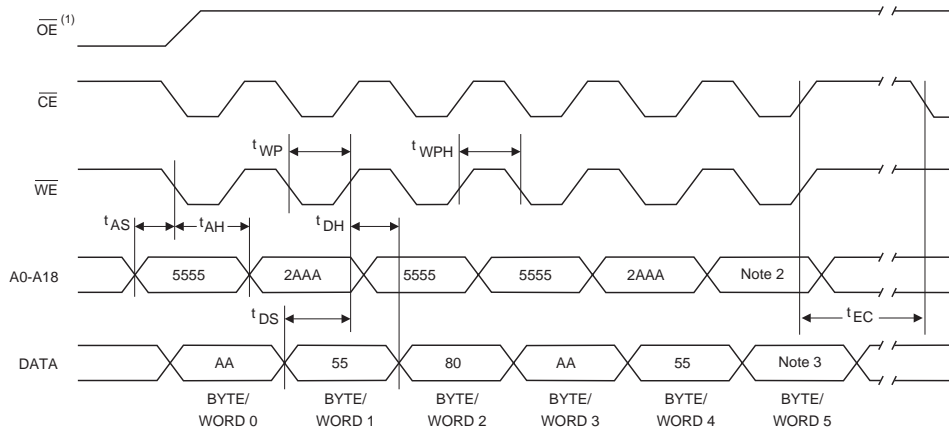 OE (1)
CE
t WP
t WPH
WE
t AS
t AH
t DH
A0-A18
5555
2AAA
5555
5555
2AAA
Note 2
t DS
t EC
DATA
AA
55
80
AA
55
Note 3
BYTE/
WORD 0
BYTE/
WORD 1
BYTE/
WORD 2
BYTE/
WORD 3
BYTE/
WORD 4
BYTE/
WORD 5